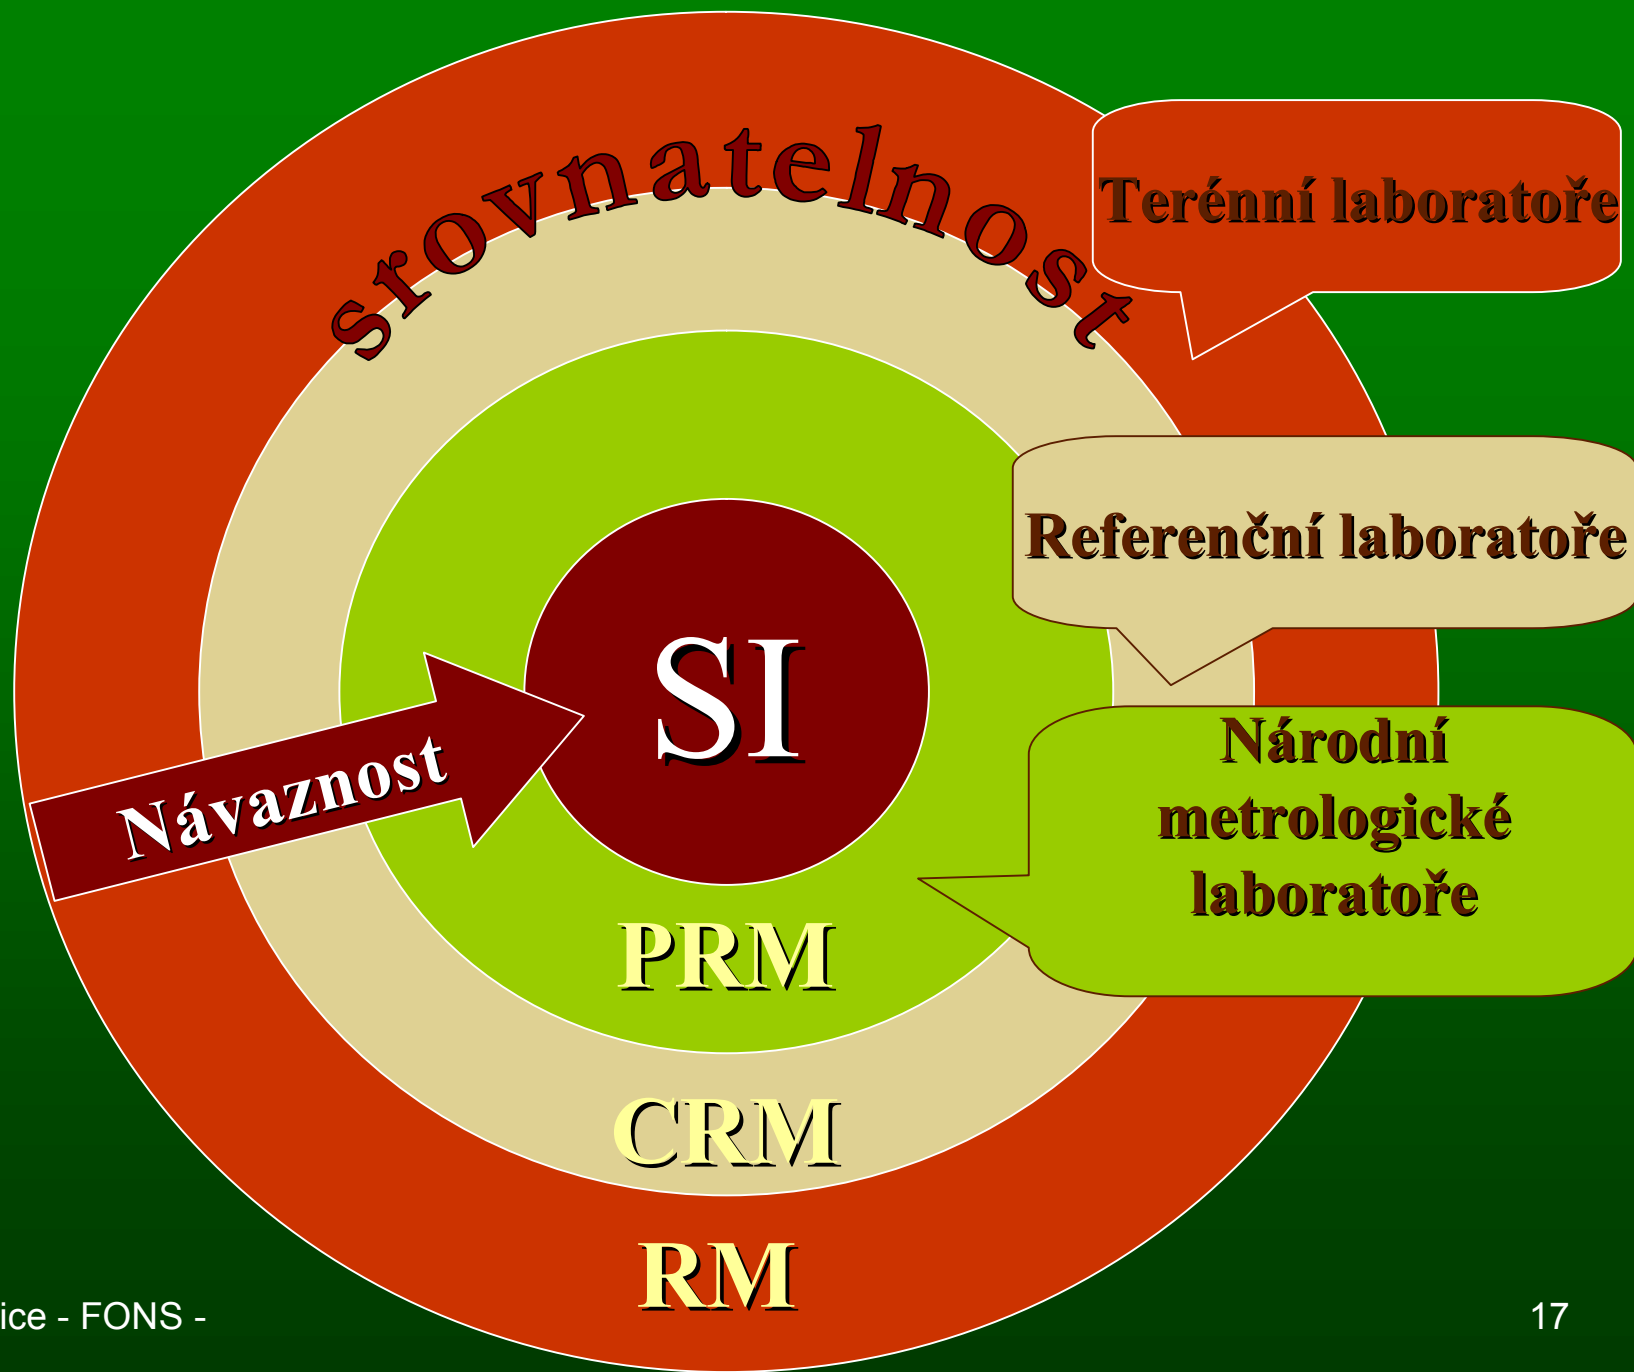 srovnatelnost
Terénní laboratoře
Referenční laboratoře
SI
Návaznost
Národní
metrologické
laboratoře
PRM
CRM
RM
ice - FONS -
17